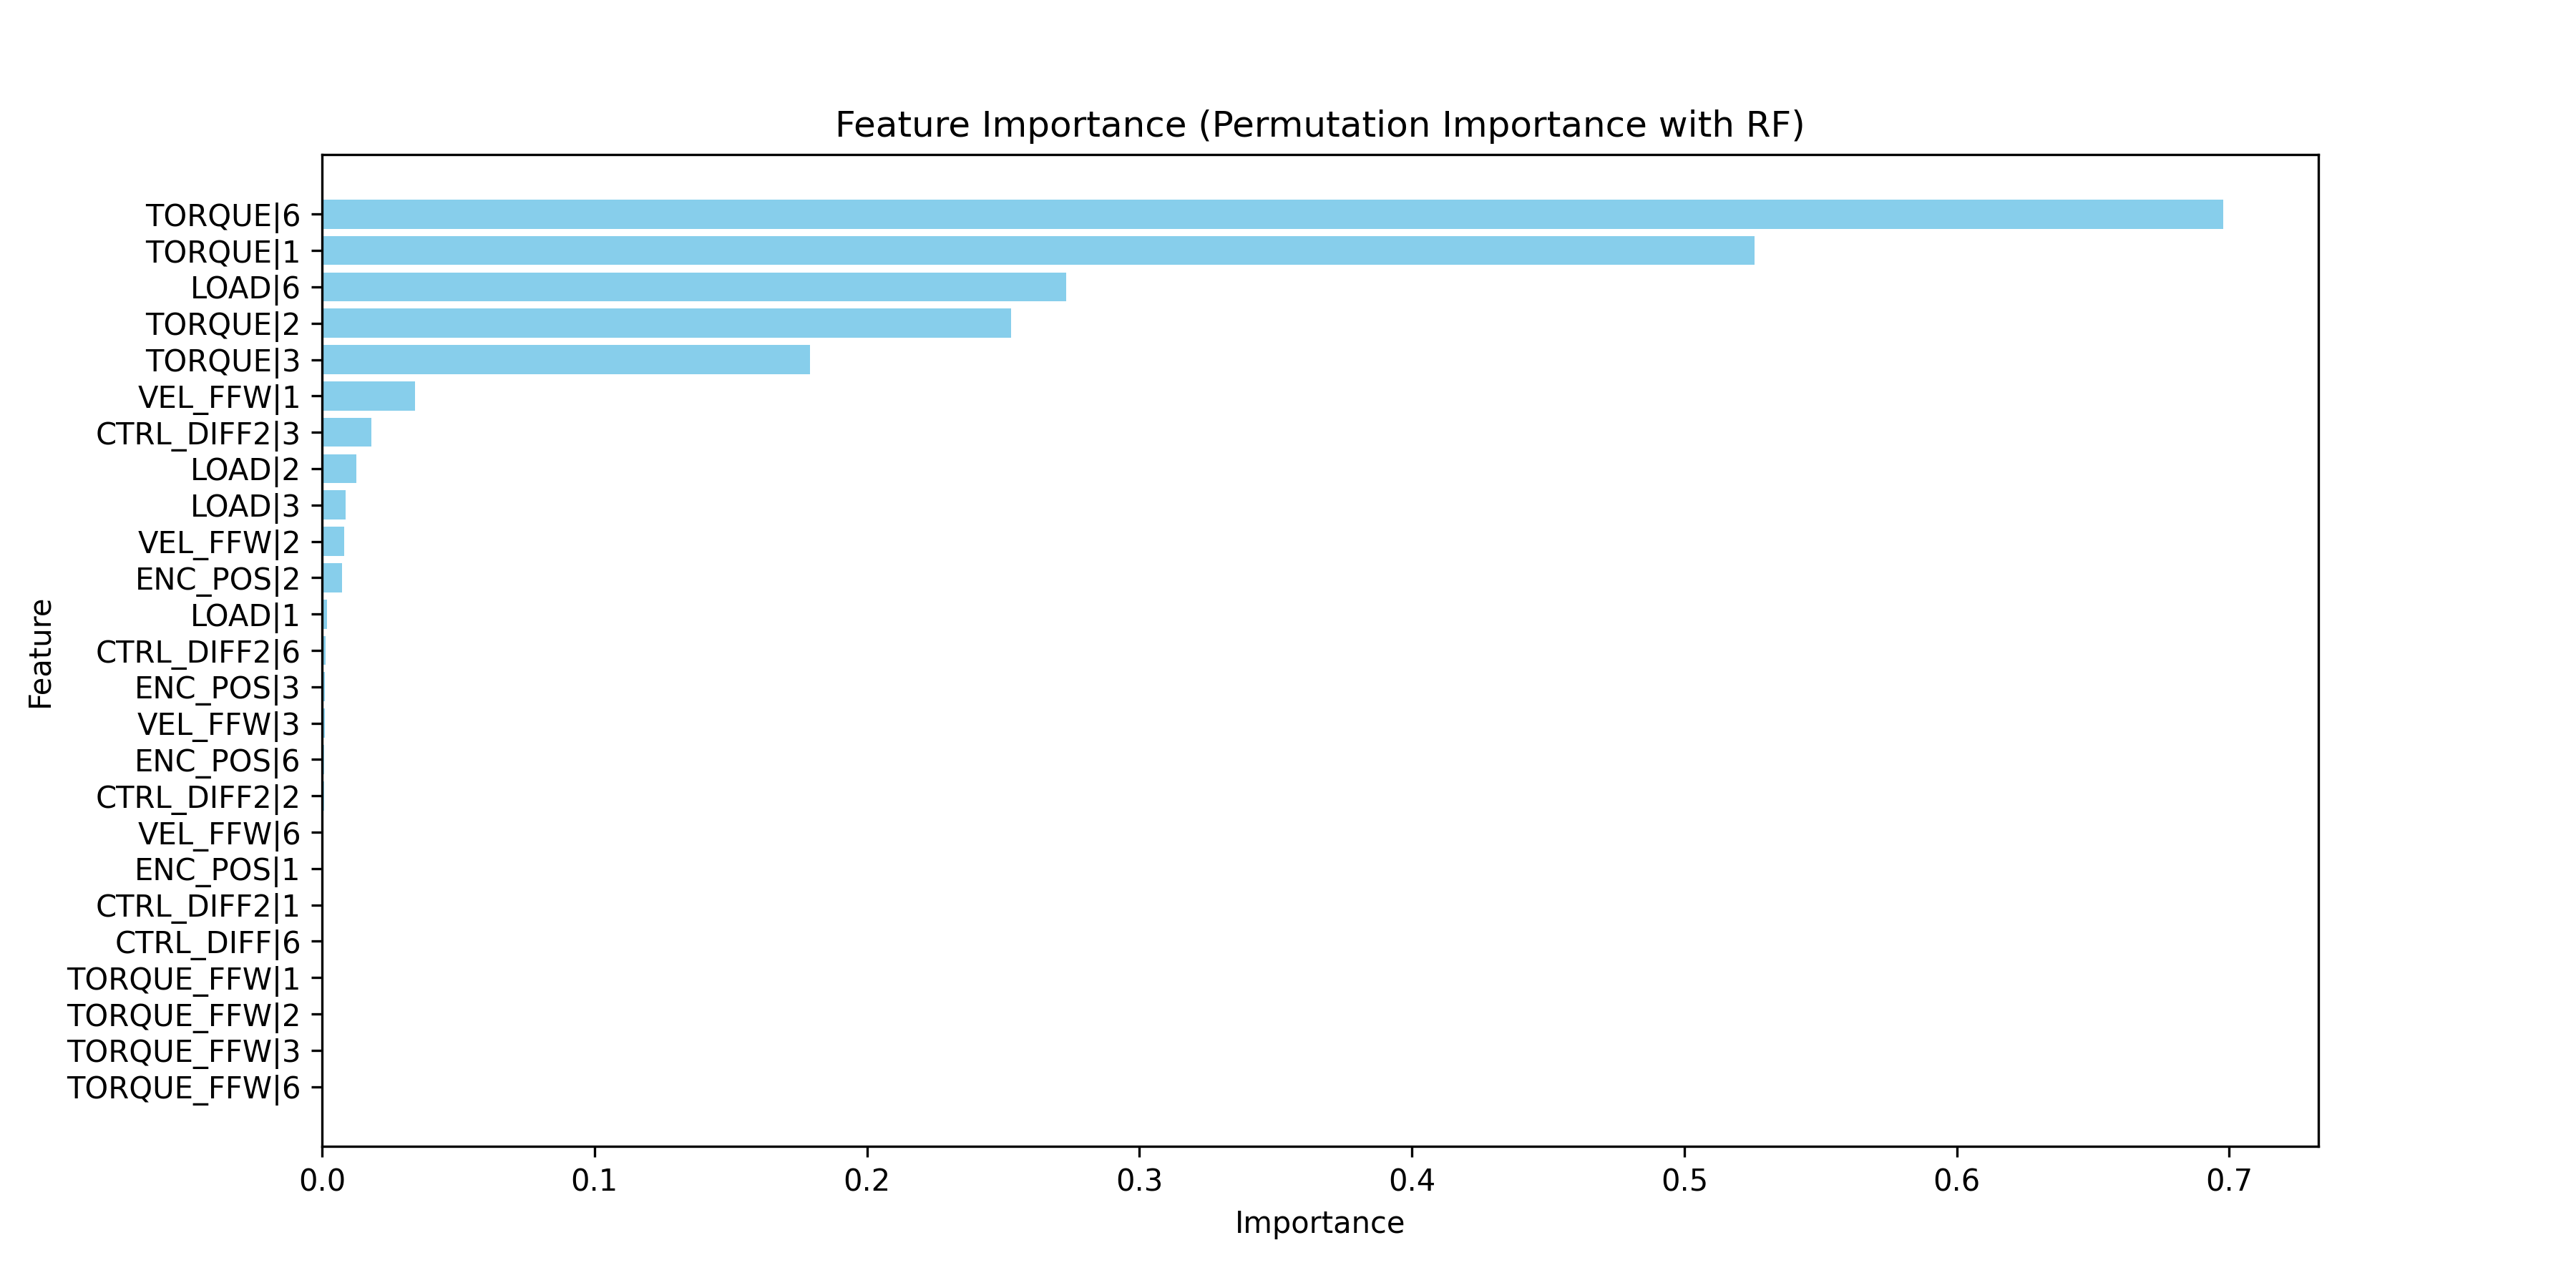 Feature Importance (Permutation Importance with RF)
TORQUE|6
TORQUE|1
LOAD|6
TORQUE|2
TORQUE|3
VEL_FFW|1
CTRL_DIFF2|3
LOAD|2
LOAD|3
VEL_FFW|2
ENC_POS|2
LOAD|1
CTRL_DIFF2|6
ENC_POS|3
VEL_FFW|3
ENC_POS|6
CTRL_DIFF2|2
VEL_FFW|6
ENC_POS|1
CTRL_DIFF2|1
CTRL_DIFF|6
TORQUE_FFW|1
TORQUE_FFW|2
TORQUE_FFW|3
TORQUE_FFW|6
Feature
0.0 0.1 0.2 0.3 0.4 0.5 0.6 0.7
Importance